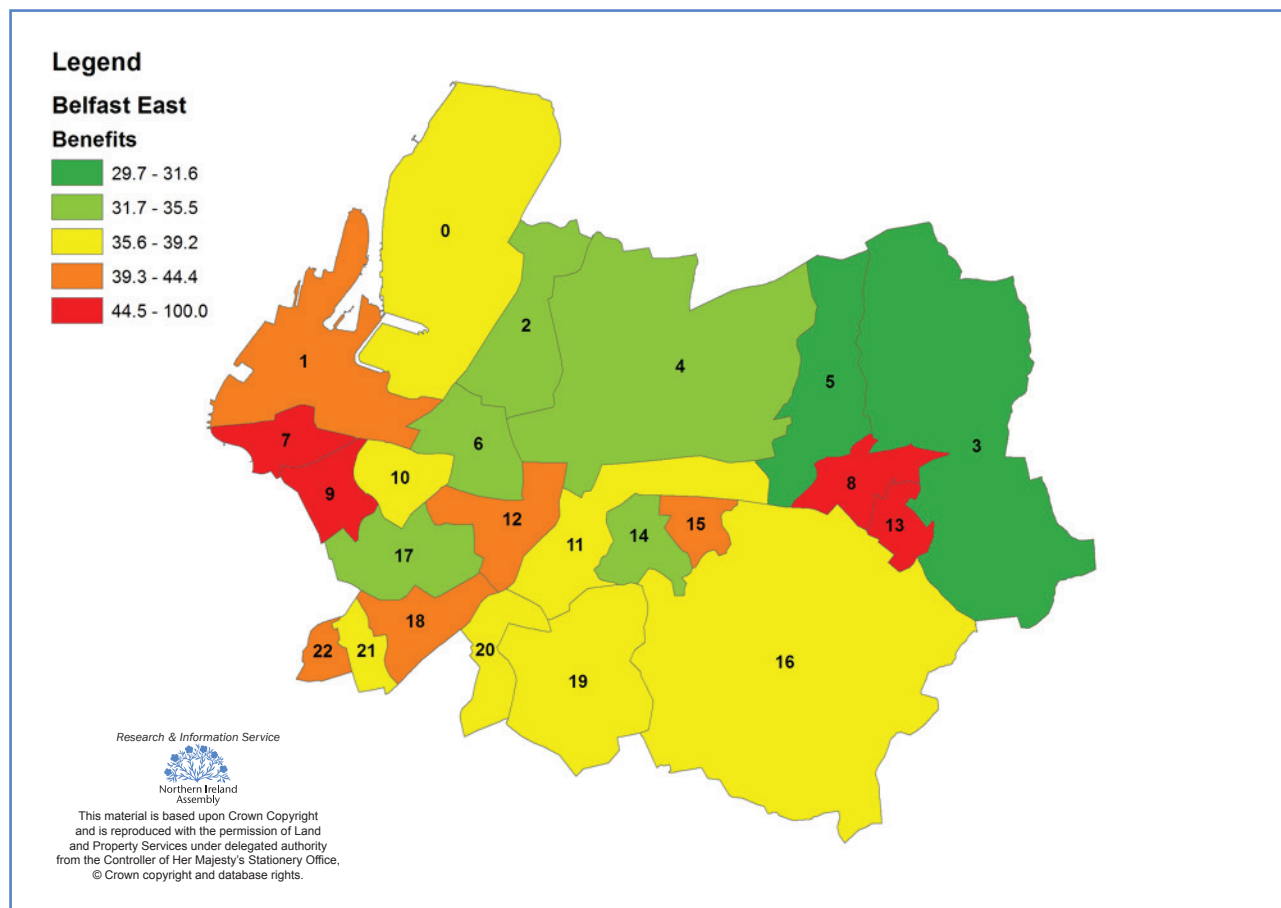 Legend
Belfast East
Benefits
29.7 - 31.6
31.7 - 35.5
35.6 - 39.2
39.3 - 44.4
44.5 - 100.0
0
1
2
4
5
3
6
7
10
8
9
12
11
14
15
13
17
18
22
21
20
19
16
Research & Information Service
Northern Ireland
Assembly
This material is based upon Crown Copyright
and is reproduced with the permission of Land
and Property Services under delegated authority
from the Controller of Her Majesty's Stationery Office,
© Crown copyright and database rights.